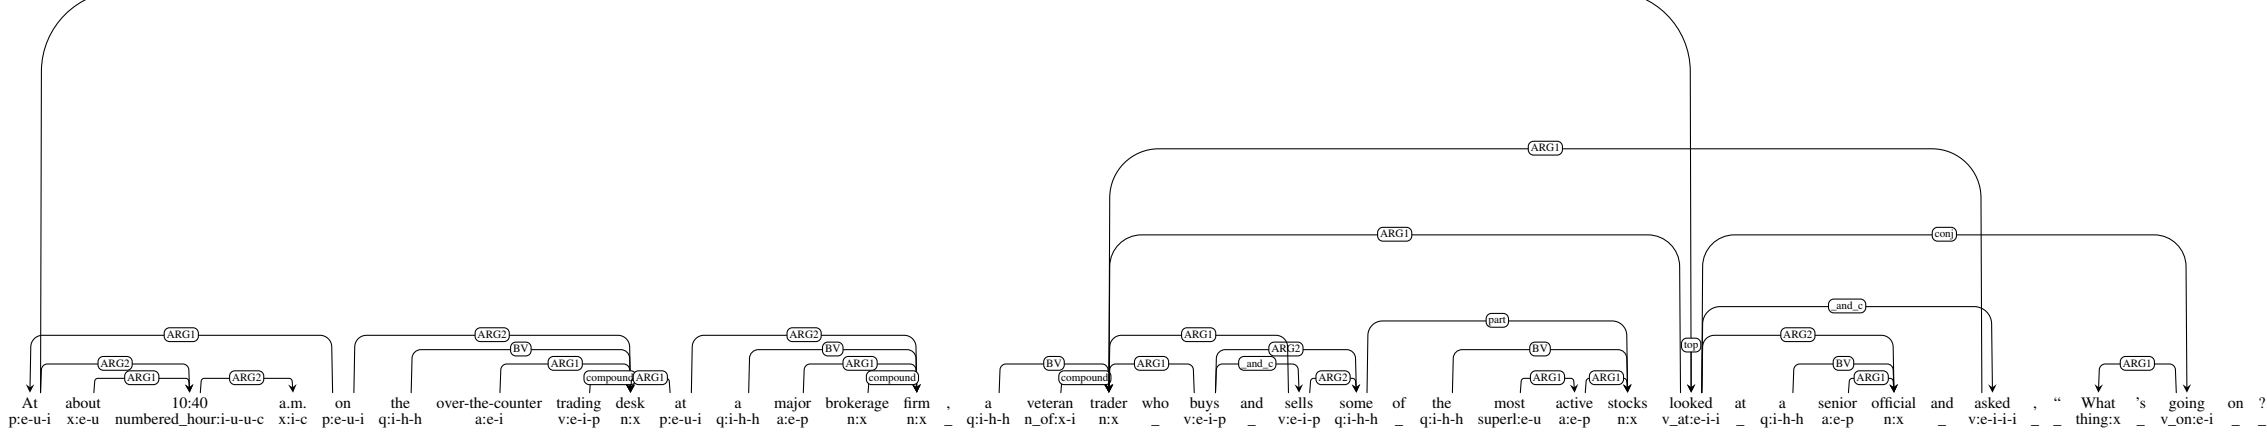 ARG1
ARG1 conj
_and_c
part
top
ARG1 ARG2 ARG2 ARG1 ARG2
BV BV ARG2 BV
ARG2 ARG1 ARG1 BV ARG1 _and_c BV ARG1
ARG1 ARG2 compound ARG1 compound compound ARG2 ARG1 ARG1 ARG1
At about 10:40 a.m. on the over-the-counter trading desk at a major brokerage firm , a veteran trader who buys and sells some of the most active stocks looked at a senior official and asked , “ What ’s going on ?
p:e-u-i x:e-u numbered_hour:i-u-u-c x:i-c p:e-u-i q:i-h-h a:e-i v:e-i-p n:x p:e-u-i q:i-h-h a:e-p n:x n:x _ q:i-h-h n_of:x-i n:x _ v:e-i-p _ v:e-i-p q:i-h-h _ q:i-h-h superl:e-u a:e-p n:x v_at:e-i-i _ q:i-h-h a:e-p n:x _ v:e-i-i-i _ _ thing:x _ v_on:e-i _ _